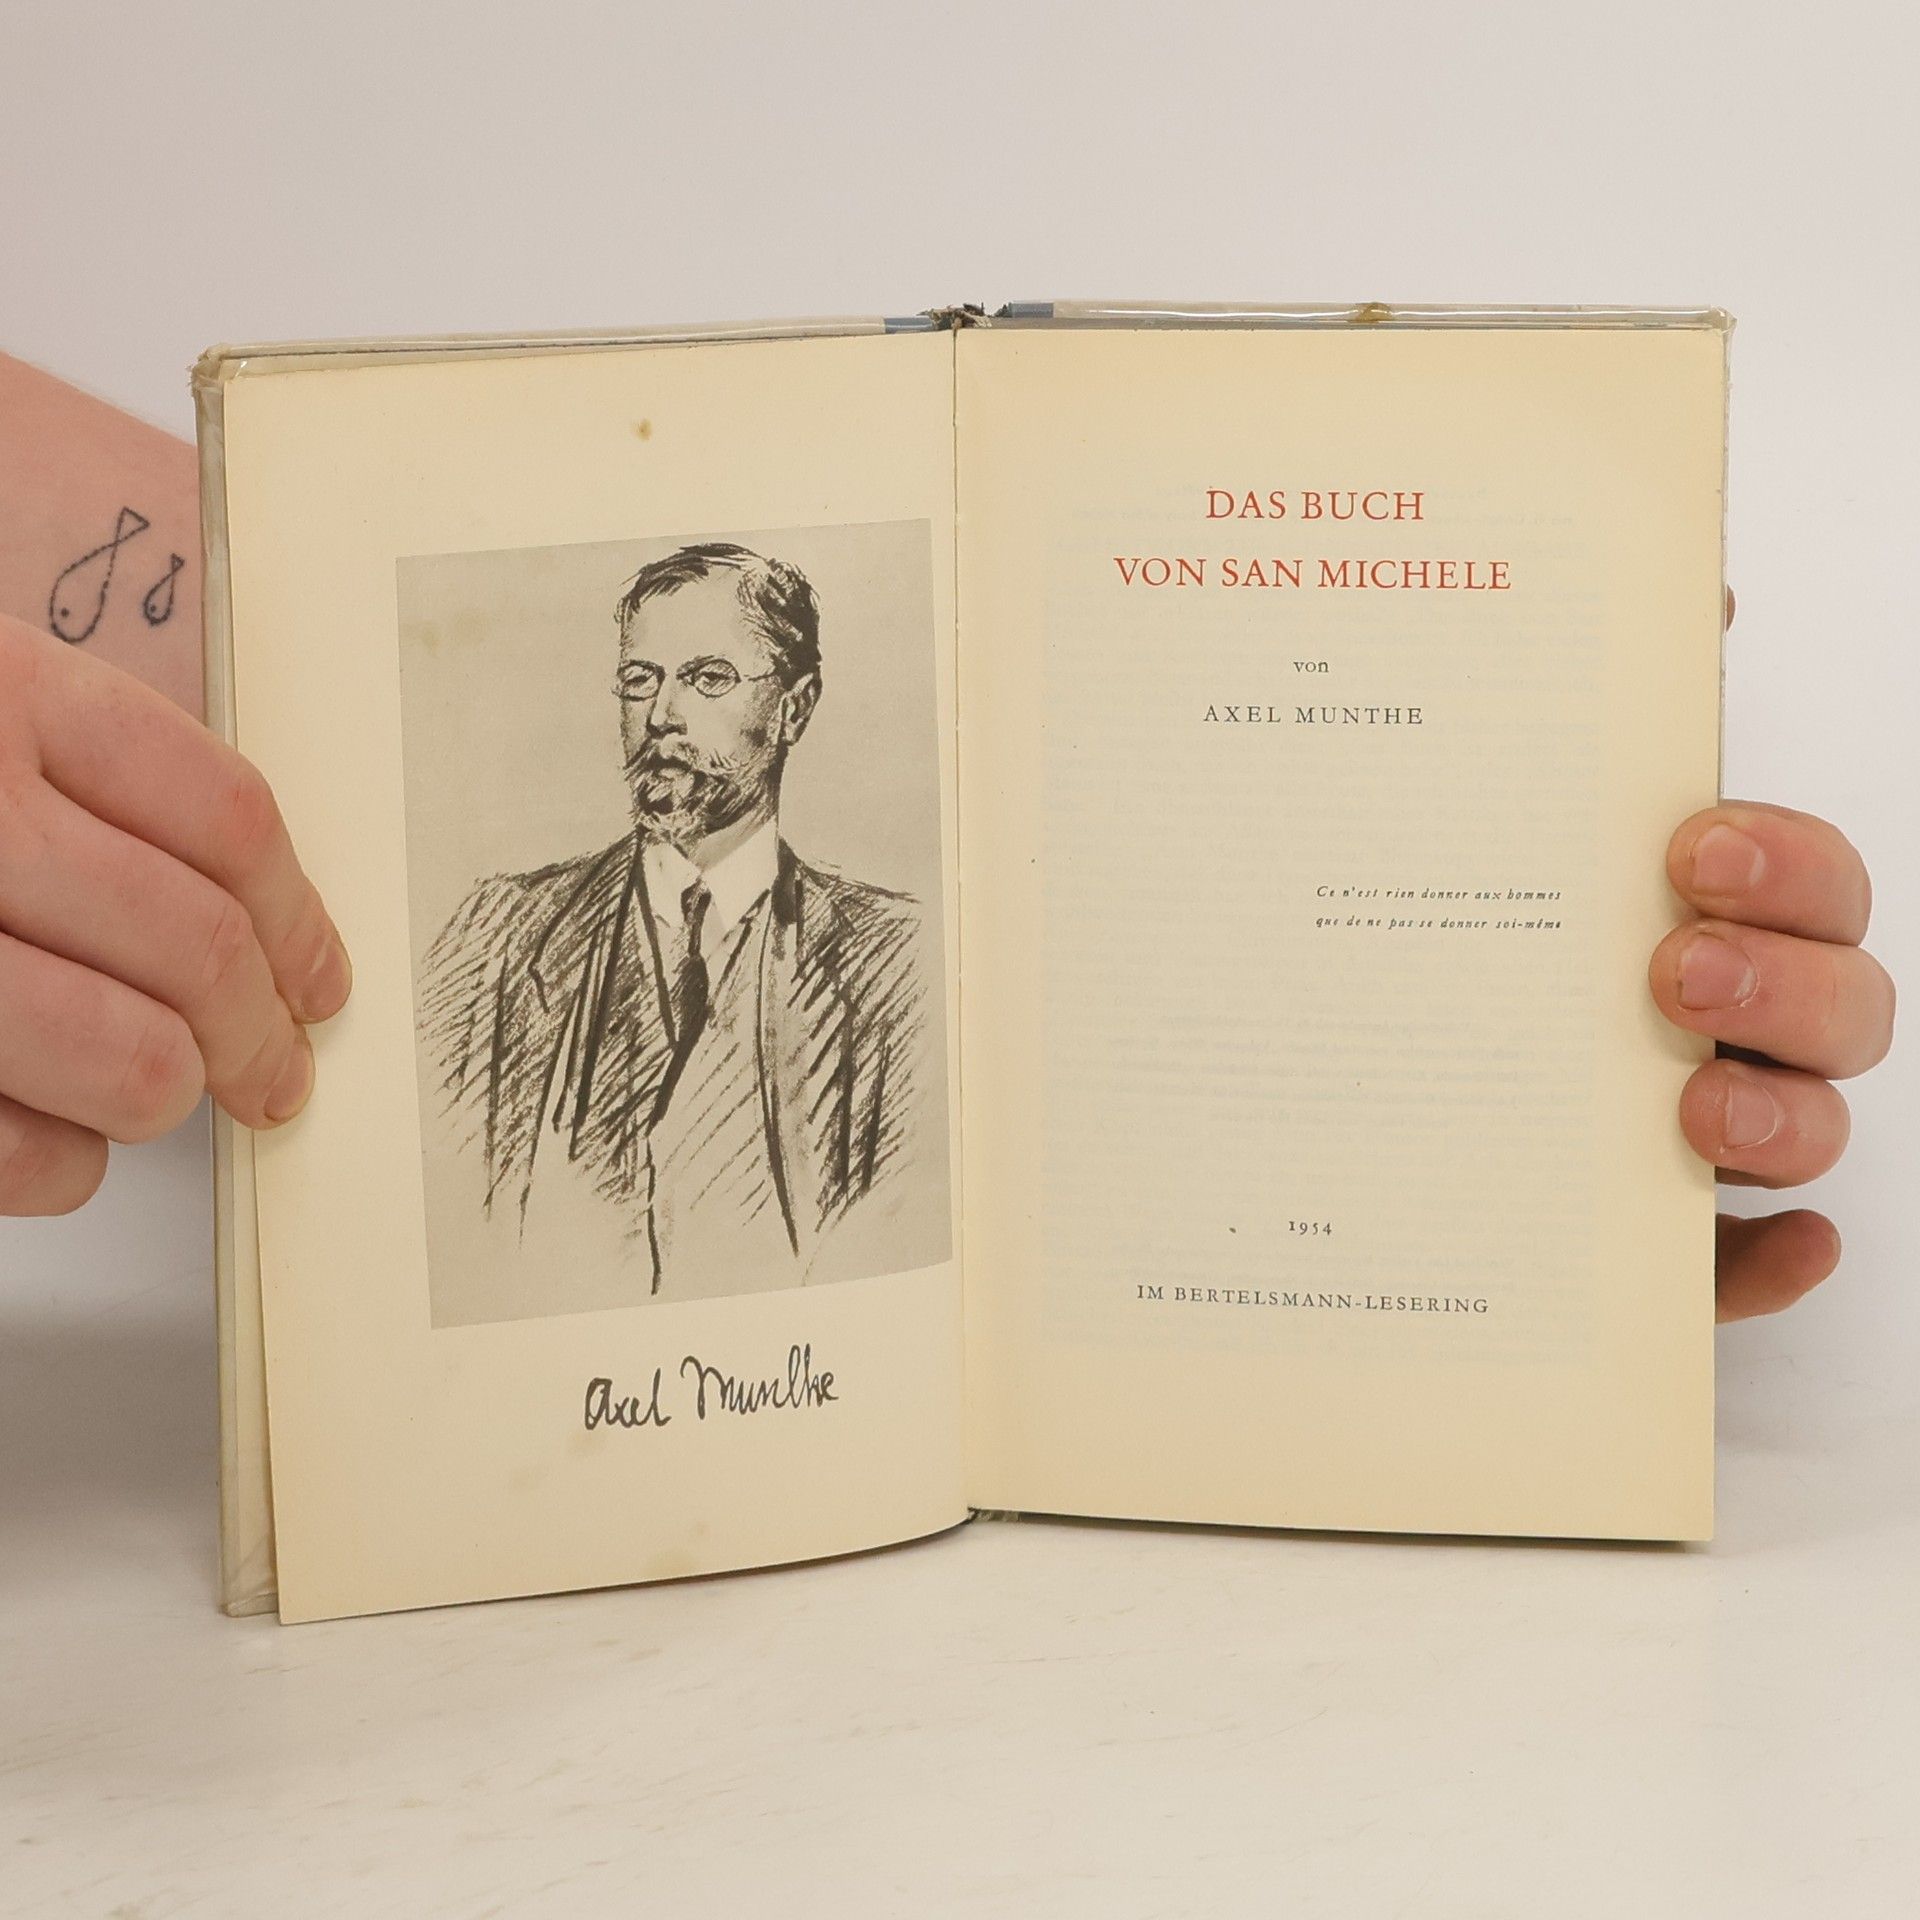 Axel Munthe
DAS BUCH
VON SAN MICHELE
von
AXEL MUNTHE
Ce n'est rien donner aux hommes
que de ne pas se donner soi-même
1954
IM BERTELSMANN-LESERING